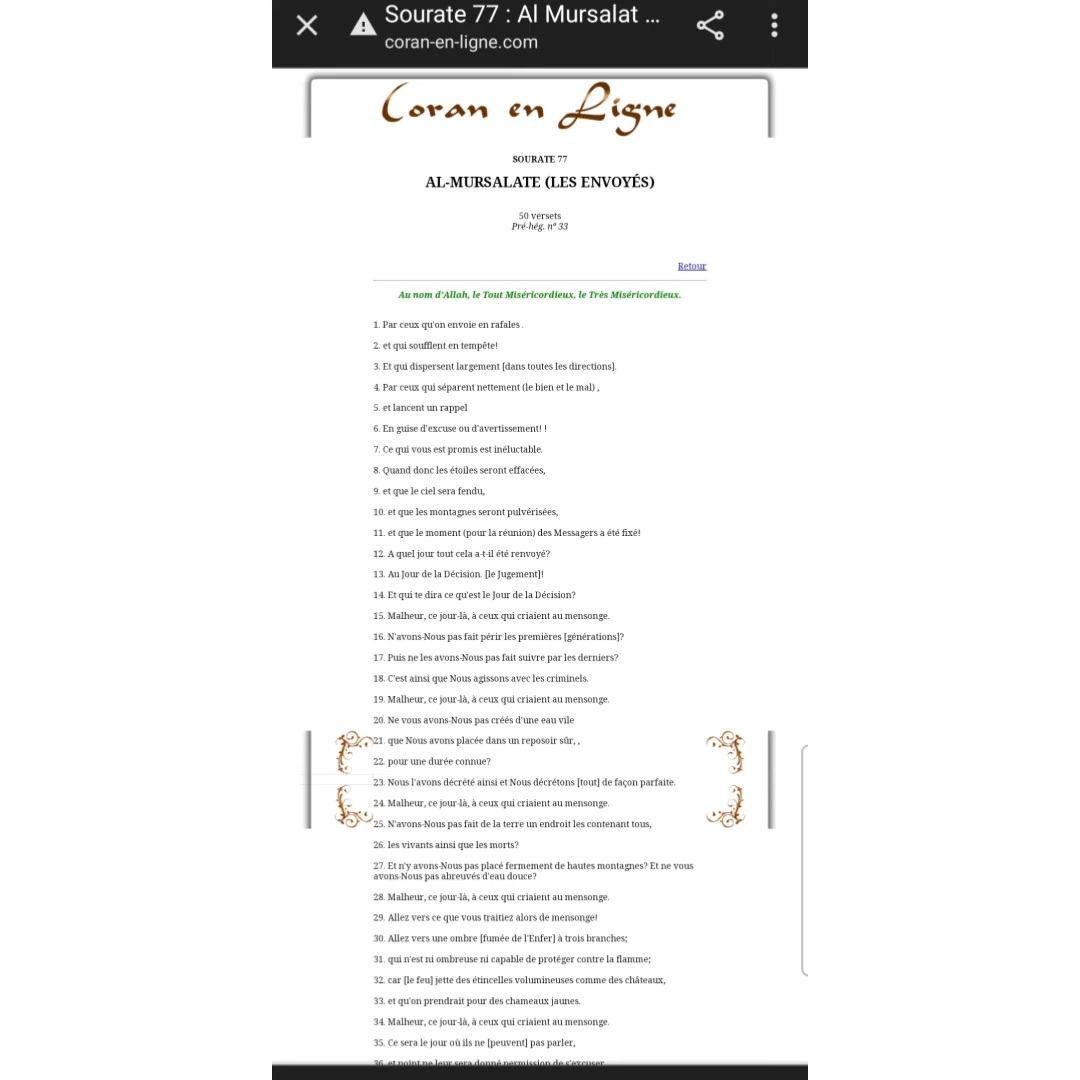 Sourate 77 : Al Mursalat ...
coran-en-ligne.com
Coran en Ligne
SOURATE 77
AL-MURSALATE (LES ENVOYÉS)
50 versets
Pré-hég. n° 33
Retour
Au nom d'Allah, le Tout Miséricordieux, le Très Miséricordieux.
1. Par ceux qu'on envoie en rafales .
2. et qui soufflent en tempête!
3. Et qui dispersent largement [dans toutes les directions].
4. Par ceux qui séparent nettement (le bien et le mal) ,
5. et lancent un rappel
6. En guise d'excuse ou d'avertissement! !
7. Ce qui vous est promis est inéluctable.
8. Quand donc les étoiles seront effacées,
9. et que le ciel sera fendu,
10. et que les montagnes seront pulvérisées,
11. et que le moment (pour la réunion) des Messagers a été fixé!
12. A quel jour tout cela a-t-il été renvoyé?
13. Au Jour de la Décision. [le Jugement]!
14. Et qui te dira ce qu'est le Jour de la Décision?
15. Malheur, ce jour-là, à ceux qui criaient au mensonge.
16. N'avons-Nous pas fait périr les premières [générations]?
17. Puis ne les avons-Nous pas fait suivre par les derniers?
18. C'est ainsi que Nous agissons avec les criminels.
19. Malheur, ce jour-là, à ceux qui criaient au mensonge.
20. Ne vous avons-Nous pas créés d'une eau vile
21. que Nous avons placée dans un reposoir sûr, ,
22. pour une durée connue?
23. Nous l'avons décrété ainsi et Nous décrétons [tout] de façon parfaite.
24. Malheur, ce jour-là, à ceux qui criaient au mensonge.
25. N'avons-Nous pas fait de la terre un endroit les contenant tous,
26. les vivants ainsi que les morts?
27. Et n'y avons-Nous pas placé fermement de hautes montagnes? Et ne vous
avons-Nous pas abreuvés d'eau douce?
28. Malheur, ce jour-là, à ceux qui criaient au mensonge.
29. Allez vers ce que vous traitiez alors de mensonge!
30. Allez vers une ombre [fumée de l'Enfer] à trois branches;
31. qui n'est ni ombreuse ni capable de protéger contre la flamme;
32. car [le feu] jette des étincelles volumineuses comme des châteaux,
33. et qu'on prendrait pour des chameaux jaunes.
34. Malheur, ce jour-là, à ceux qui criaient au mensonge.
35. Ce sera le jour où ils ne [peuvent] pas parler,
36. et point ne leur sera donné permission de s'excuser